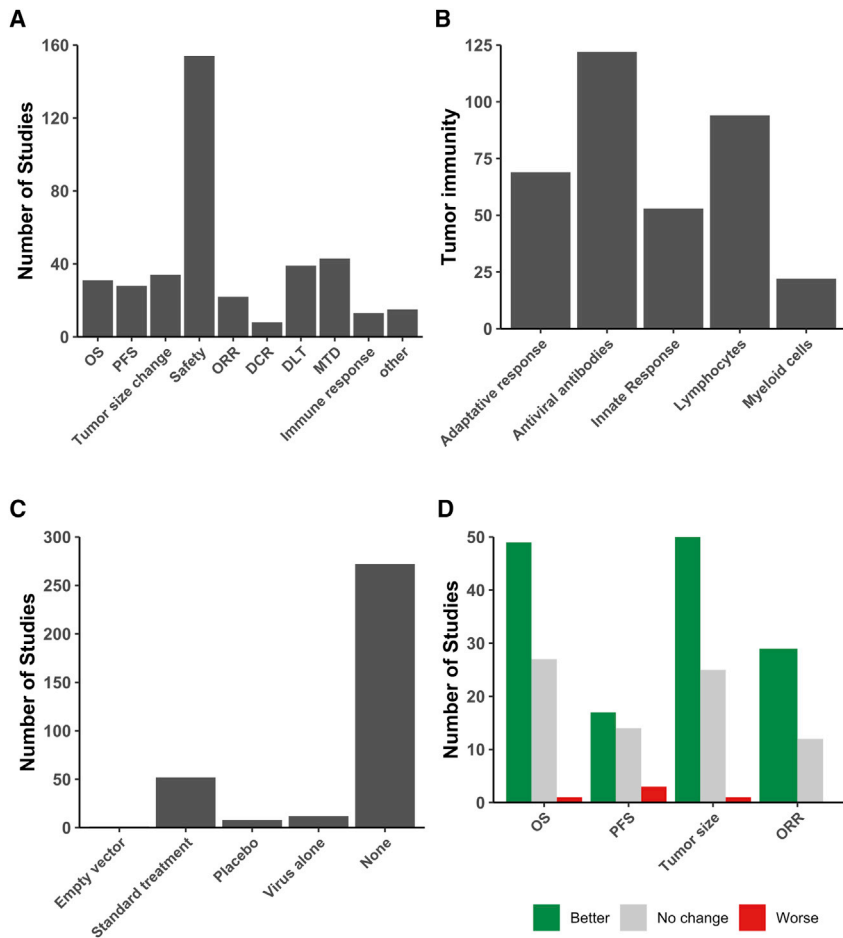 A
Number of Studies
160
120
80
40
0
OS
PFS
Tumor size change
Safety
ORR
DCR
DLT
MTD
Immune response
other
B
Tumor immunity
125
100
75
50
25
0
Adaptative response
Antiviral antibodies
Innate Response
Lymphocytes
Myeloid cells
C
Number of Studies
300
250
200
150
100
50
0
Empty vector
Standard treatment
Placebo
Virus alone
None
D
Number of Studies
50
40
30
20
10
0
OS
PFS
Tumor size
ORR
Better No change Worse